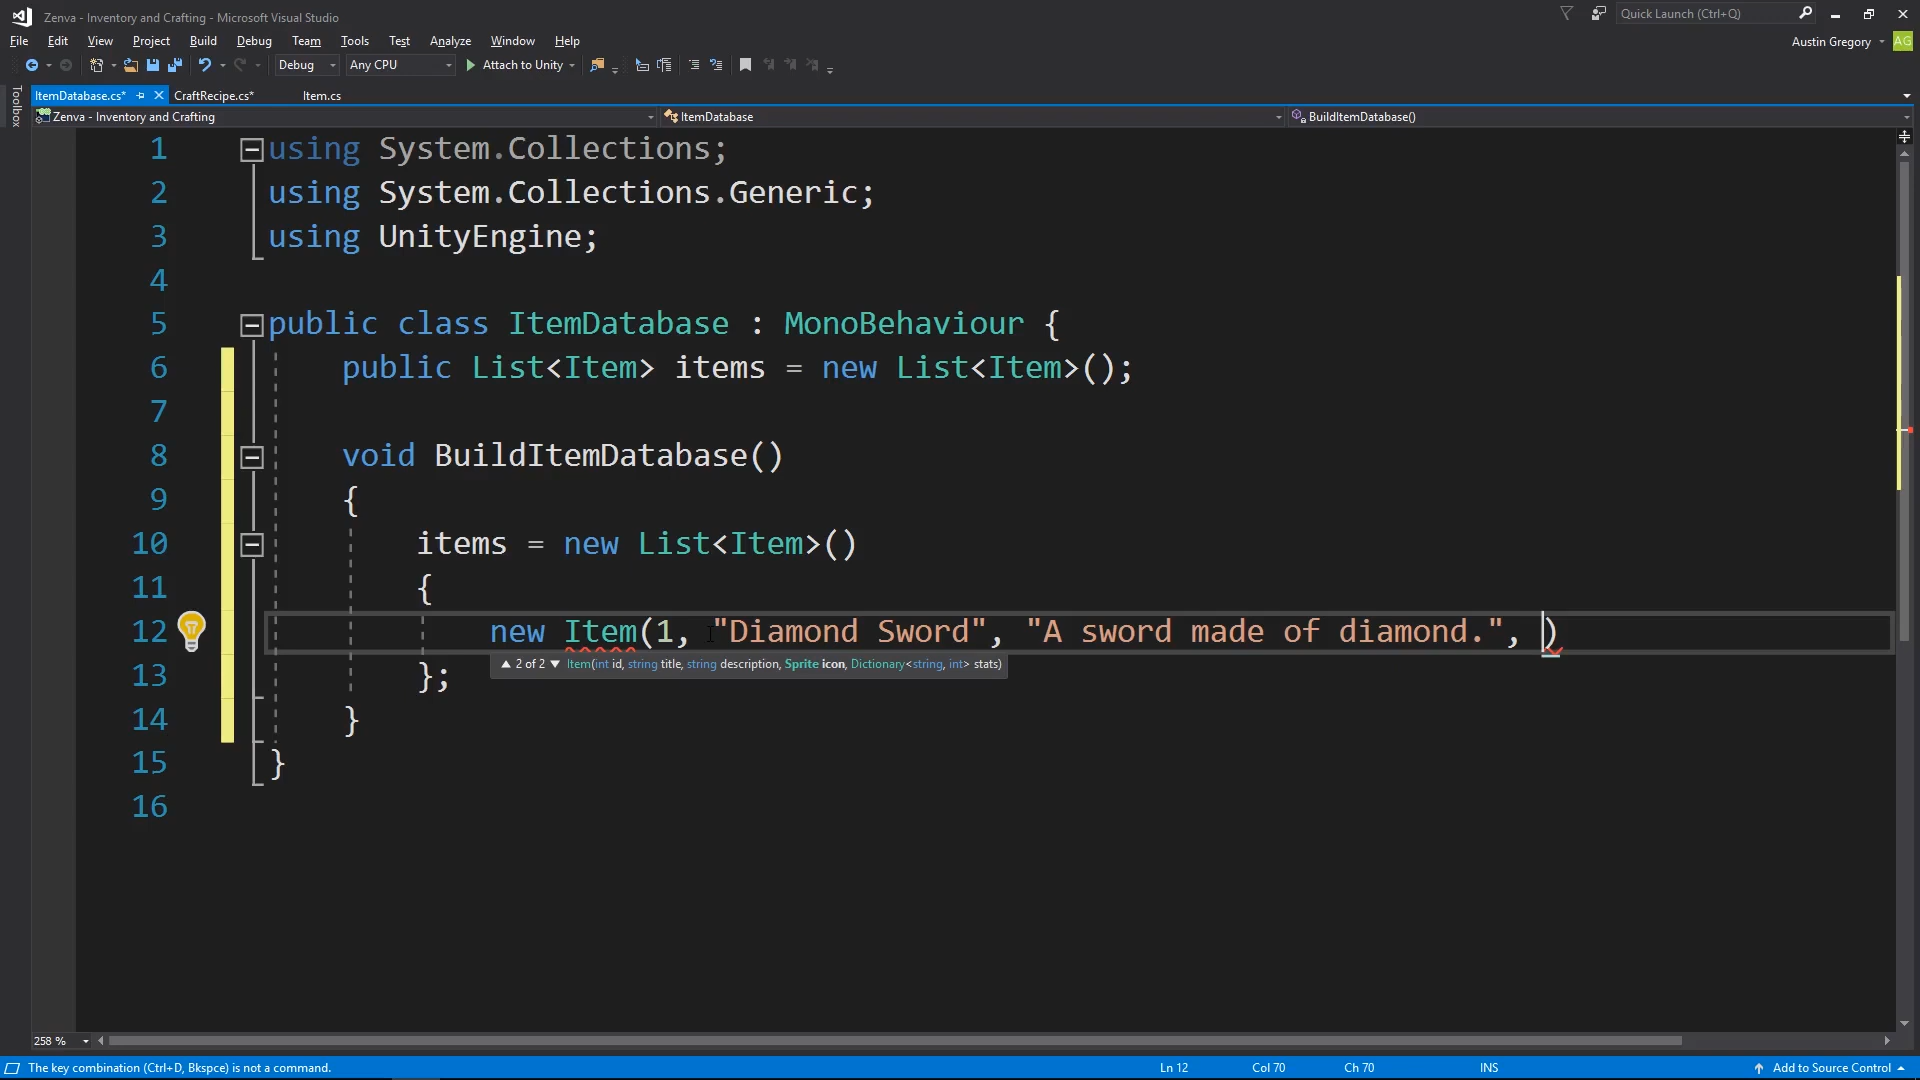 Zenva - Inventory and Crafting - Microsoft Visual Studio
Quick Launch (Ctrl+Q)
File Edit View Project Build Debug Team Tools Test Analyze Window Help
Austin Gregory AG
Debug Any CPU Attach to Unity
Toolbox
ItemDatabase.cs* CraftRecipe.cs* Item.cs
Zenva - Inventory and Crafting ItemDatabase BuildItemDatabase()
1 using System.Collections;
2 using System.Collections.Generic;
3 using UnityEngine;
4
5 public class ItemDatabase : MonoBehaviour {
6 public List<Item> items = new List<Item>();
7
8 void BuildItemDatabase()
9 {
10 items = new List<Item>()
11 {
12 new Item(1, "Diamond Sword", "A sword made of diamond.", )
▲ 2 of 2 ▼ Item(int id, string title, string description, Sprite icon, Dictionary<string, int> stats)
13 };
14 }
15 }
16
258 %
The key combination (Ctrl+D, Bkspce) is not a command. Ln 12 Col 70 Ch 70 INS Add to Source Control